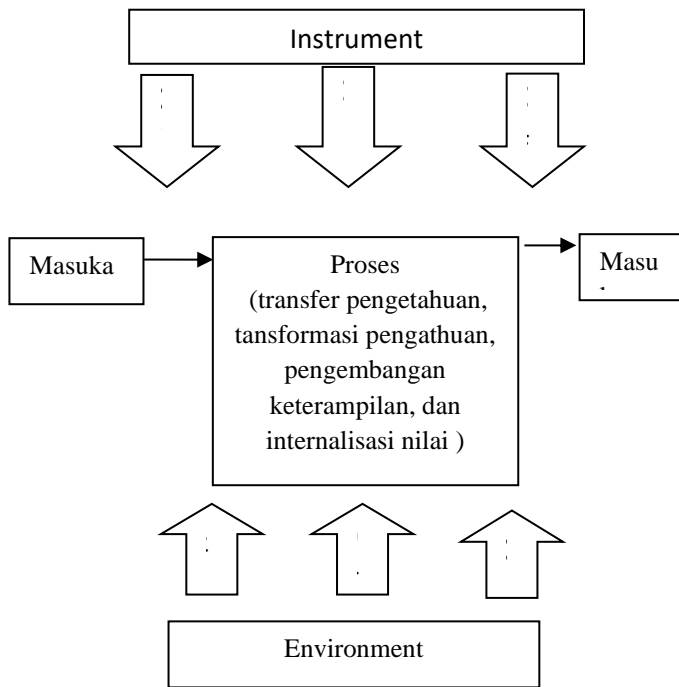 Instrument
Masuka
Proses
(transfer pengetahuan,
tansformasi pengathuan,
pengembangan
keterampilan, dan
internalisasi nilai )
Masu
Environment